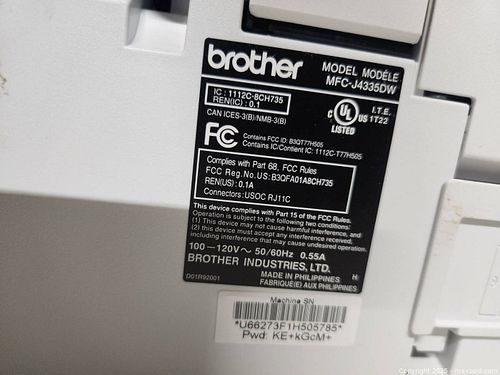 brother
MODEL MODÈLE
MFC-J4335DW
IC : 1112C-8CH735
REN(IC) : 0.1
CAN ICES-3(B)/NMB-3(B)
C UL US
LISTED
I.T.E.
1T22
FC
Contains FCC ID: B3QT77H505
Contains IC/Contient IC: 1112C-T77H505
Complies with Part 68, FCC Rules
FCC Reg.No.US:B3QFA01A8CH735
REN(US):0.1A
Connectors:USOC RJ11C
This device complies with Part 15 of the FCC Rules.
Operation is subject to the following two conditions:
(1) This device may not cause harmful interference, and
(2) this device must accept any interference received,
including interference that may cause undesired operation.
100－120V～ 50/60Hz 0.55A
BROTHER INDUSTRIES, LTD.
MADE IN PHILIPPINES
FABRIQUÉ(E) AUX PHILIPPINES
H
D01R92001
Machine SN
*U66273F1H505785*
Pwd: KE+kGcM+